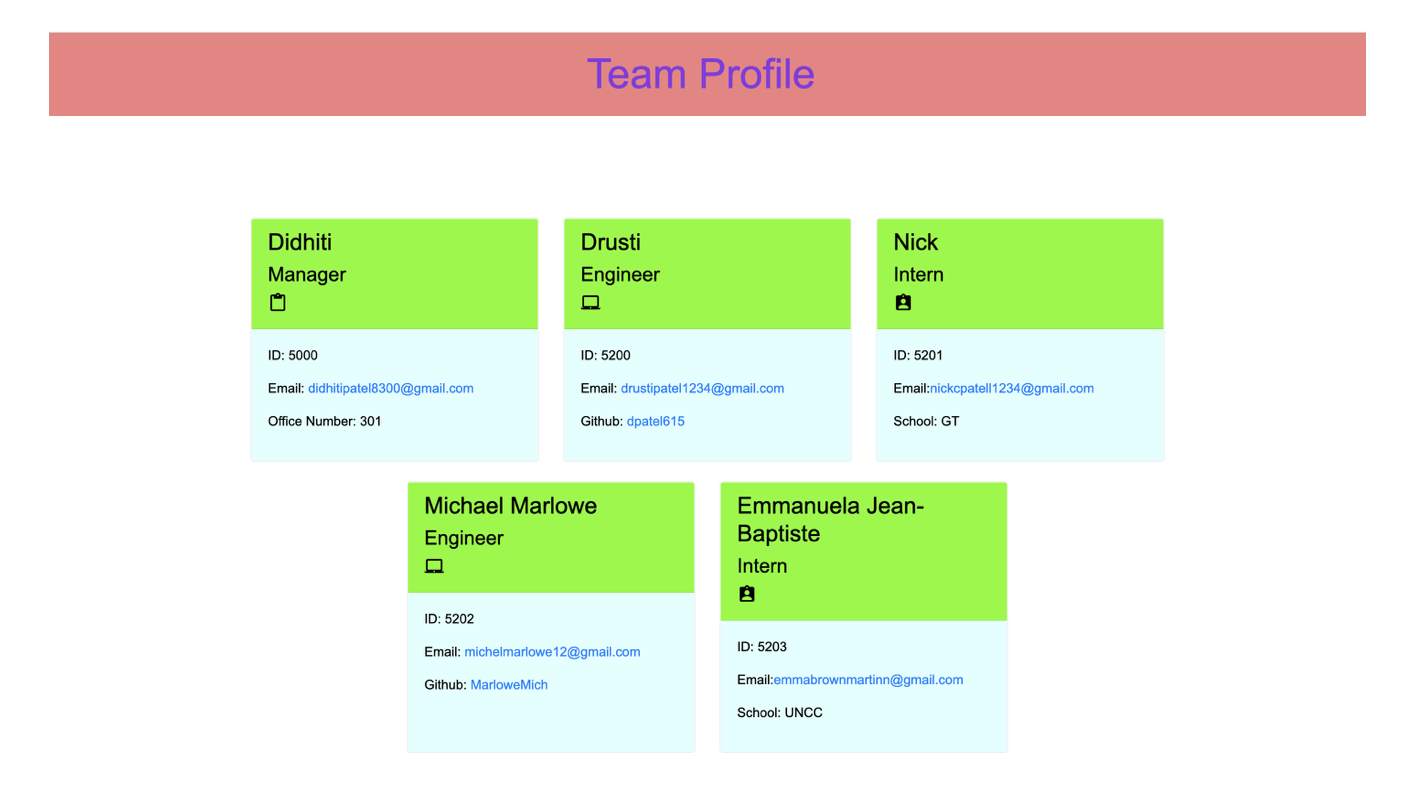 Team Profile
Didhiti
Manager
ID: 5000
Email: didhitipatel8300@gmail.com
Office Number: 301
Drusti
Engineer
ID: 5200
Email: drustipatel1234@gmail.com
Github: dpatel615
Nick
Intern
ID: 5201
Email:nickcpatell1234@gmail.com
School: GT
Michael Marlowe
Engineer
ID: 5202
Email: michelmarlowe12@gmail.com
Github: MarloweMich
Emmanuela Jean-
Baptiste
Intern
ID: 5203
Email:emmabrownmartinn@gmail.com
School: UNCC